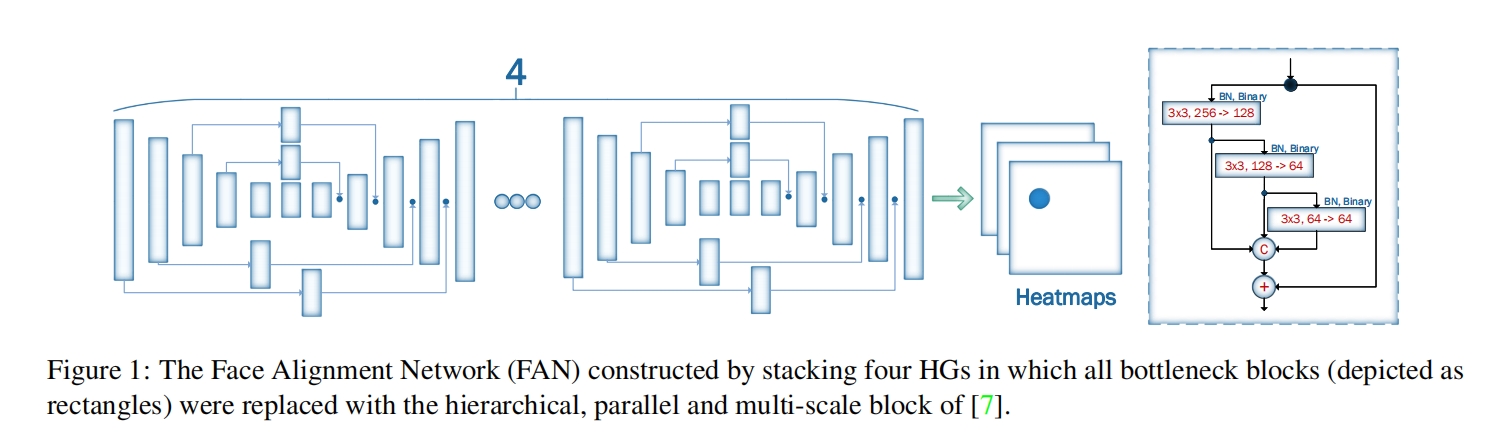 4
Heatmaps
BN, Binary
3x3, 256 -> 128
BN, Binary
3x3, 128 -> 64
BN, Binary
3x3, 64 -> 64
C
+
Figure 1: The Face Alignment Network (FAN) constructed by stacking four HGs in which all bottleneck blocks (depicted as
rectangles) were replaced with the hierarchical, parallel and multi-scale block of [7].